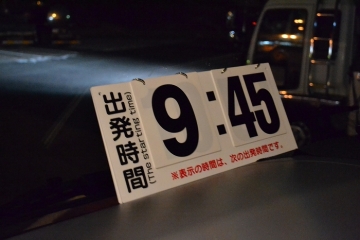 出発時間
(The starting time)
9:45
※表示の時間は、次の出発時間です。